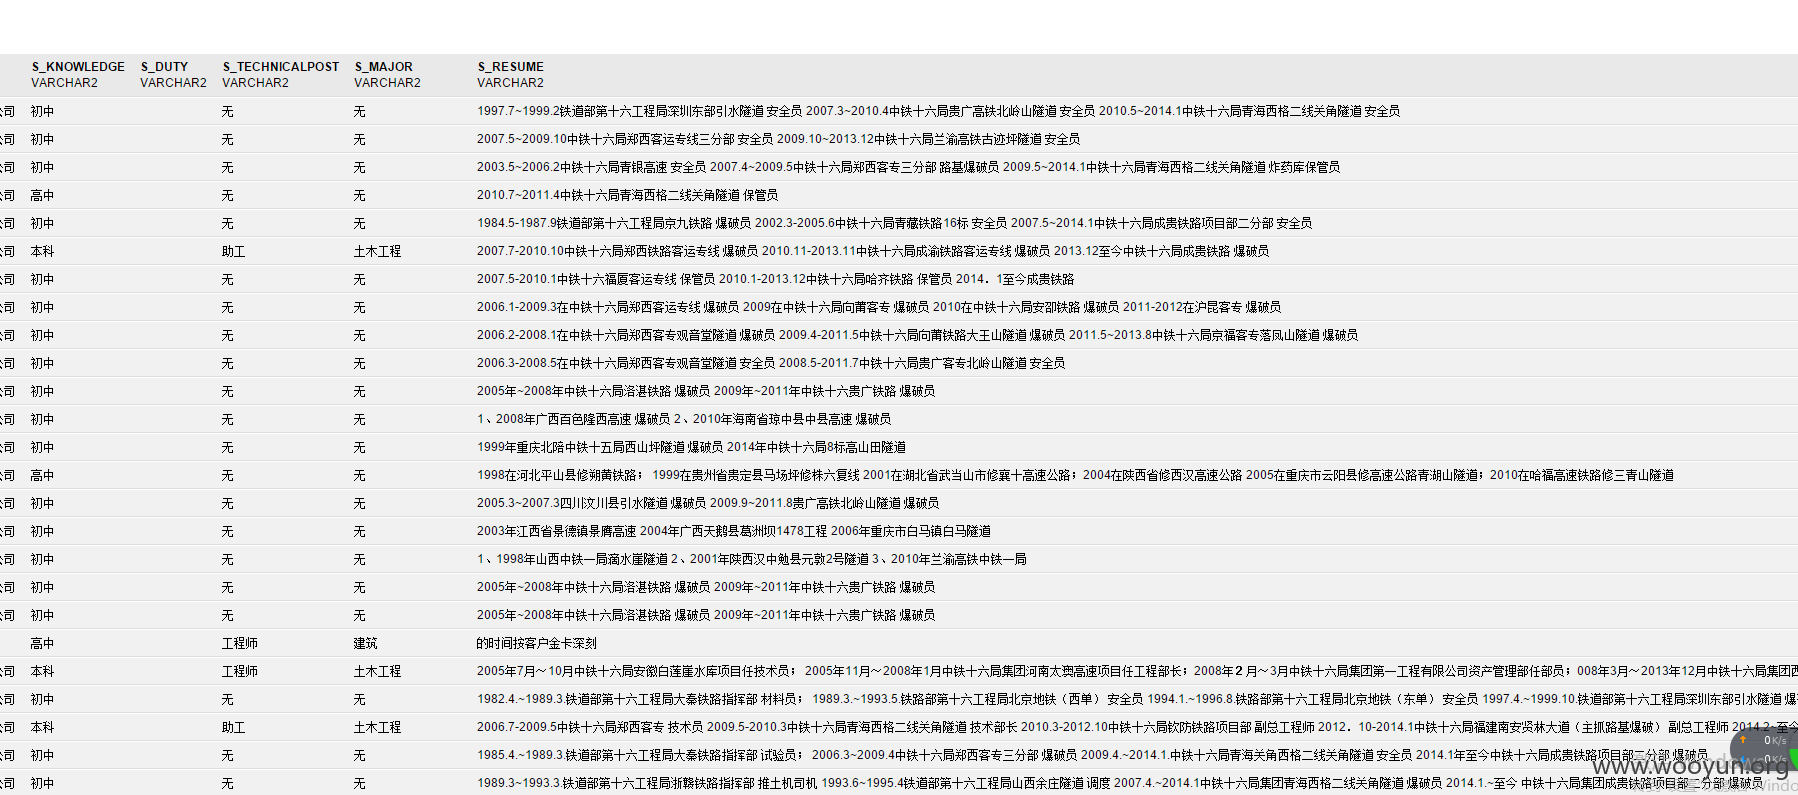 S_KNOWLEDGE S_DUTY S_TECHNICALPOST S_MAJOR S_RESUME
VARCHAR2 VARCHAR2 VARCHAR2 VARCHAR2 VARCHAR2
公司 初中 无 无 1997.7~1999.2铁道部第十六工程局深圳东部引水隧道 安全员 2007.3~2010.4中铁十六局贵广高铁北岭山隧道 安全员 2010.5~2014.1中铁十六局青海西格二线关角隧道 安全员
公司 初中 无 无 2007.5~2009.10中铁十六局郑西客运专线三分部 安全员 2009.10~2013.12中铁十六局兰渝高铁古迹坪隧道 安全员
公司 初中 无 无 2003.5~2006.2中铁十六局青银高速 安全员 2007.4~2009.5中铁十六局郑西客专三分部 路基爆破员 2009.5~2014.1中铁十六局青海西格二线关角隧道 炸药库保管员
公司 高中 无 无 2010.7~2011.4中铁十六局青海西格二线关角隧道 保管员
公司 初中 无 无 1984.5-1987.9铁道部第十六工程局京九铁路 爆破员 2002.3-2005.6中铁十六局青藏铁路16标 安全员 2007.5~2014.1中铁十六局成贵铁路项目部二分部 安全员
公司 本科 助工 土木工程 2007.7-2010.10中铁十六局郑西铁路客运专线 爆破员 2010.11-2013.11中铁十六局成渝铁路客运专线 爆破员 2013.12至今中铁十六局成贵铁路 爆破员
公司 初中 无 无 2007.5-2010.1中铁十六福厦客运专线 保管员 2010.1-2013.12中铁十六局哈齐铁路 保管员 2014．1至今成贵铁路
公司 初中 无 无 2006.1-2009.3在中铁十六局郑西客运专线 爆破员 2009在中铁十六局向莆客专 爆破员 2010在中铁十六局安邵铁路 爆破员 2011-2012在沪昆客专 爆破员
公司 初中 无 无 2006.2-2008.1在中铁十六局郑西客专观音堂隧道 爆破员 2009.4-2011.5中铁十六局向莆铁路大王山隧道 爆破员 2011.5~2013.8中铁十六局京福客专落凤山隧道 爆破员
公司 初中 无 无 2006.3-2008.5在中铁十六局郑西客专观音堂隧道 安全员 2008.5-2011.7中铁十六局贵广客专北岭山隧道 安全员
公司 初中 无 无 2005年~2008年中铁十六局洛湛铁路 爆破员 2009年~2011年中铁十六贵广铁路 爆破员
公司 初中 无 无 1、2008年广西百色隆西高速 爆破员 2、2010年海南省琼中县中县高速 爆破员
公司 初中 无 无 1999年重庆北陪中铁十五局西山坪隧道 爆破员 2014年中铁十六局8标高山田隧道
公司 高中 无 无 1998在河北平山县修朔黄铁路； 1999在贵州省贵定县马场坪修株六复线 2001在湖北省武当山市修襄十高速公路；2004在陕西省修西汉高速公路 2005在重庆市云阳县修高速公路青湖山隧道；2010在哈福高速铁路修三青山隧道
公司 初中 无 无 2005.3~2007.3四川汶川县引水隧道 爆破员 2009.9~2011.8贵广高铁北岭山隧道 爆破员
公司 初中 无 无 2003年江西省景德镇景鹰高速 2004年广西天鹅县葛洲坝1478工程 2006年重庆市白马镇白马隧道
公司 初中 无 无 1、1998年山西中铁一局滴水崖隧道 2、2001年陕西汉中勉县元敦2号隧道 3、2010年兰渝高铁中铁一局
公司 初中 无 无 2005年~2008年中铁十六局洛湛铁路 爆破员 2009年~2011年中铁十六贵广铁路 爆破员
公司 初中 无 无 2005年~2008年中铁十六局洛湛铁路 爆破员 2009年~2011年中铁十六贵广铁路 爆破员
高中 工程师 建筑 的时间按客户金卡深刻
公司 本科 工程师 土木工程 2005年7月～10月中铁十六局安徽白莲崖水库项目任技术员； 2005年11月～2008年1月中铁十六局集团河南太澳高速项目任工程部长；2008年２月～3月中铁十六局集团第一工程有限公司资产管理部任部员；008年3月～2013年12月中铁十六局集团西
公司 初中 无 无 1982.4.~1989.3.铁道部第十六工程局大秦铁路指挥部 材料员； 1989.3.~1993.5.铁路部第十六工程局北京地铁（西单） 安全员 1994.1.~1996.8.铁路部第十六工程局北京地铁（东单） 安全员 1997.4.~1999.10.铁道部第十六工程局深圳东部引水隧道 爆
公司 本科 助工 土木工程 2006.7-2009.5中铁十六局郑西客专 技术员 2009.5-2010.3中铁十六局青海西格二线关角隧道 技术部长 2010.3-2012.10中铁十六局钦防铁路项目部 副总工程师 2012．10-2014.1中铁十六局福建南安贤林大道（主抓路基爆破） 副总工程师 2014.2~至今
公司 初中 无 无 1985.4.~1989.3.铁道部第十六工程局大秦铁路指挥部 试验员； 2006.3~2009.4中铁十六局郑西客专三分部 爆破员 2009.4.~2014.1.中铁十六局青海关角西格二线关角隧道 安全员 2014.1年至今中铁十六局成贵铁路项目部二分部 爆破员
公司 初中 无 无 1989.3~1993.3.铁道部第十六工程局浙赣铁路指挥部 推土机司机 1993.6~1995.4铁道部第十六工程局山西余庄隧道 调度 2007.4.~2014.1中铁十六局集团青海西格二线关角隧道 爆破员 2014.1.~至今 中铁十六局集团成贵铁路项目部二分部 爆破员
0K/s
0K/s
www.wooyun.org